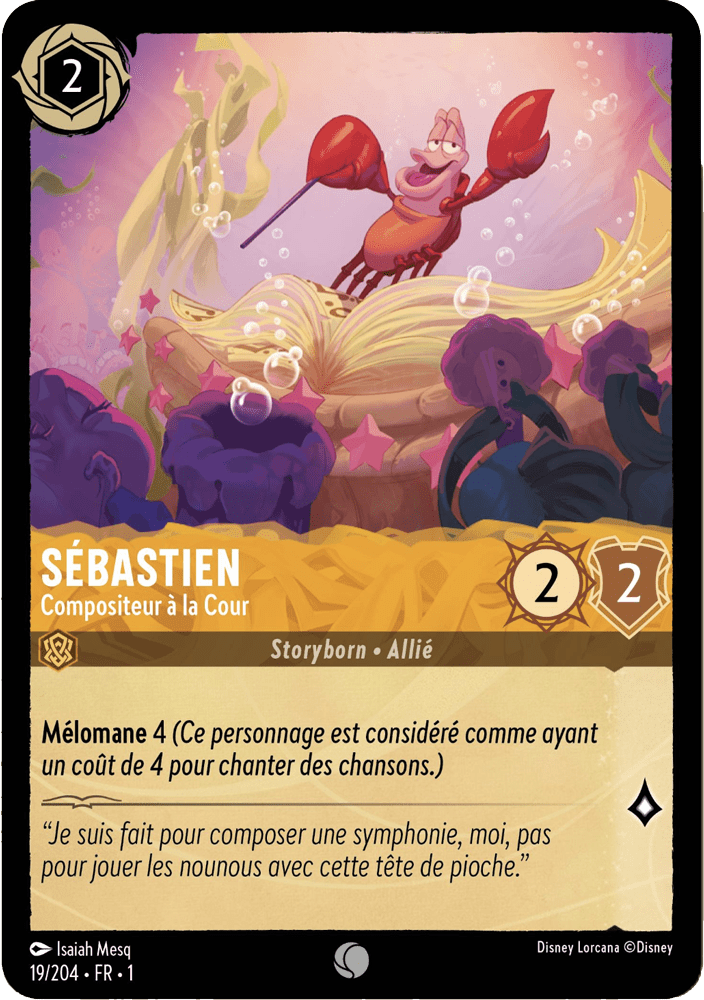 2
SÉBASTIEN
Compositeur à la Cour
2
2
Storyborn • Allié
Mélomane 4 (Ce personnage est considéré comme ayant
un coût de 4 pour chanter des chansons.)
“Je suis fait pour composer une symphonie, moi, pas
pour jouer les nounous avec cette tête de pioche.”
Isaiah Mesq
Disney Lorcana ©Disney
19/204 • FR • 1